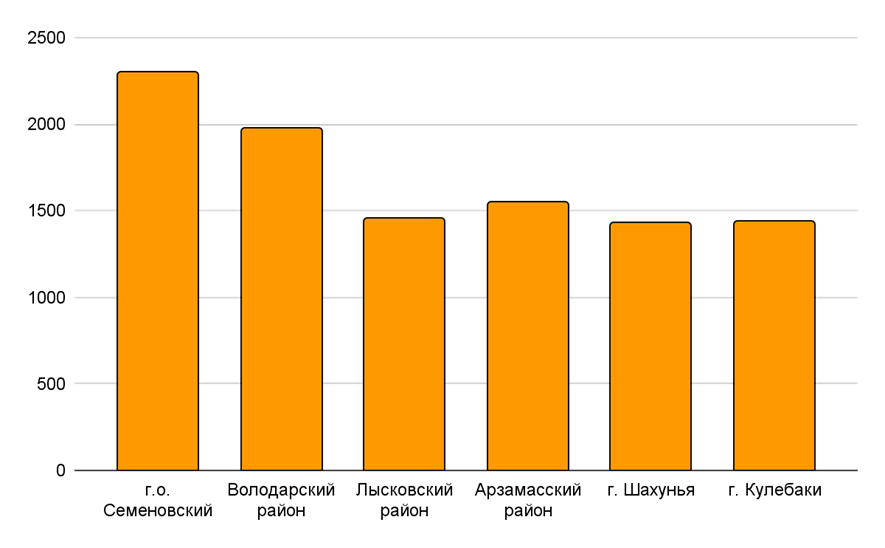 2500
2000
1500
1000
500
0
г.о. Семеновский
Володарский район
Лысковский район
Арзамасский район
г. Шахунья
г. Кулебаки